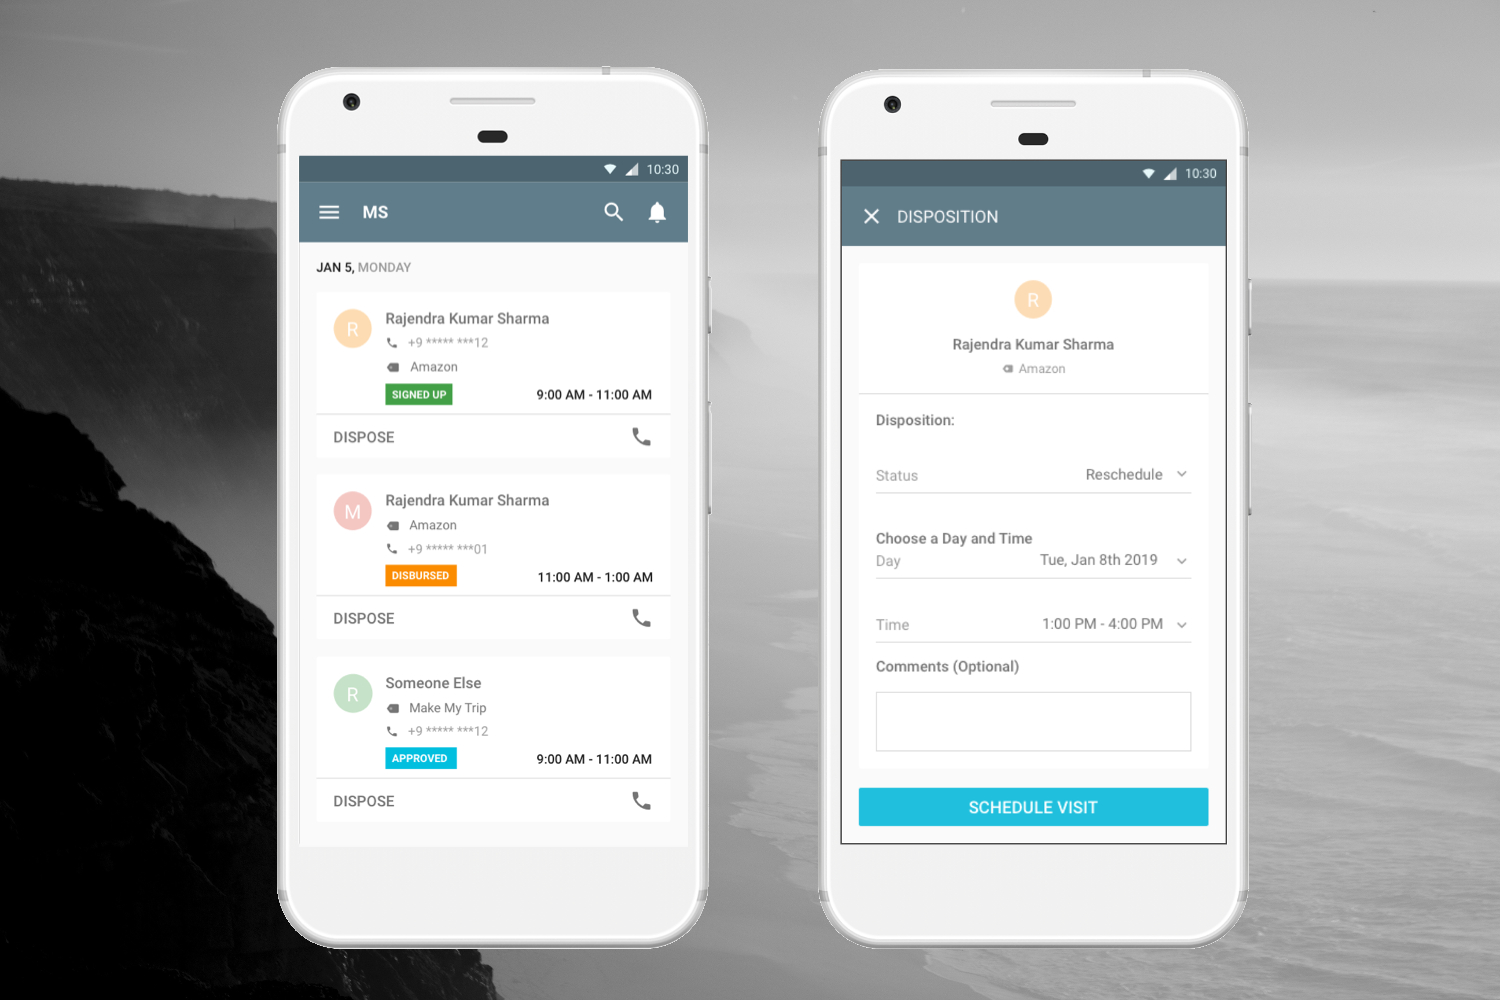 10:30
MS
JAN 5, MONDAY
R
Rajendra Kumar Sharma
+9 ***** ***12
Amazon
SIGNED UP
9:00 AM - 11:00 AM
DISPOSE
M
Rajendra Kumar Sharma
Amazon
+9 ***** ***01
DISBURSED
11:00 AM - 1:00 AM
DISPOSE
R
Someone Else
Make My Trip
+9 ***** ***12
APPROVED
9:00 AM - 11:00 AM
DISPOSE
10:30
DISPOSITION
R
Rajendra Kumar Sharma
Amazon
Disposition:
Status Reschedule
Choose a Day and Time
Day Tue, Jan 8th 2019
Time 1:00 PM - 4:00 PM
Comments (Optional)
SCHEDULE VISIT